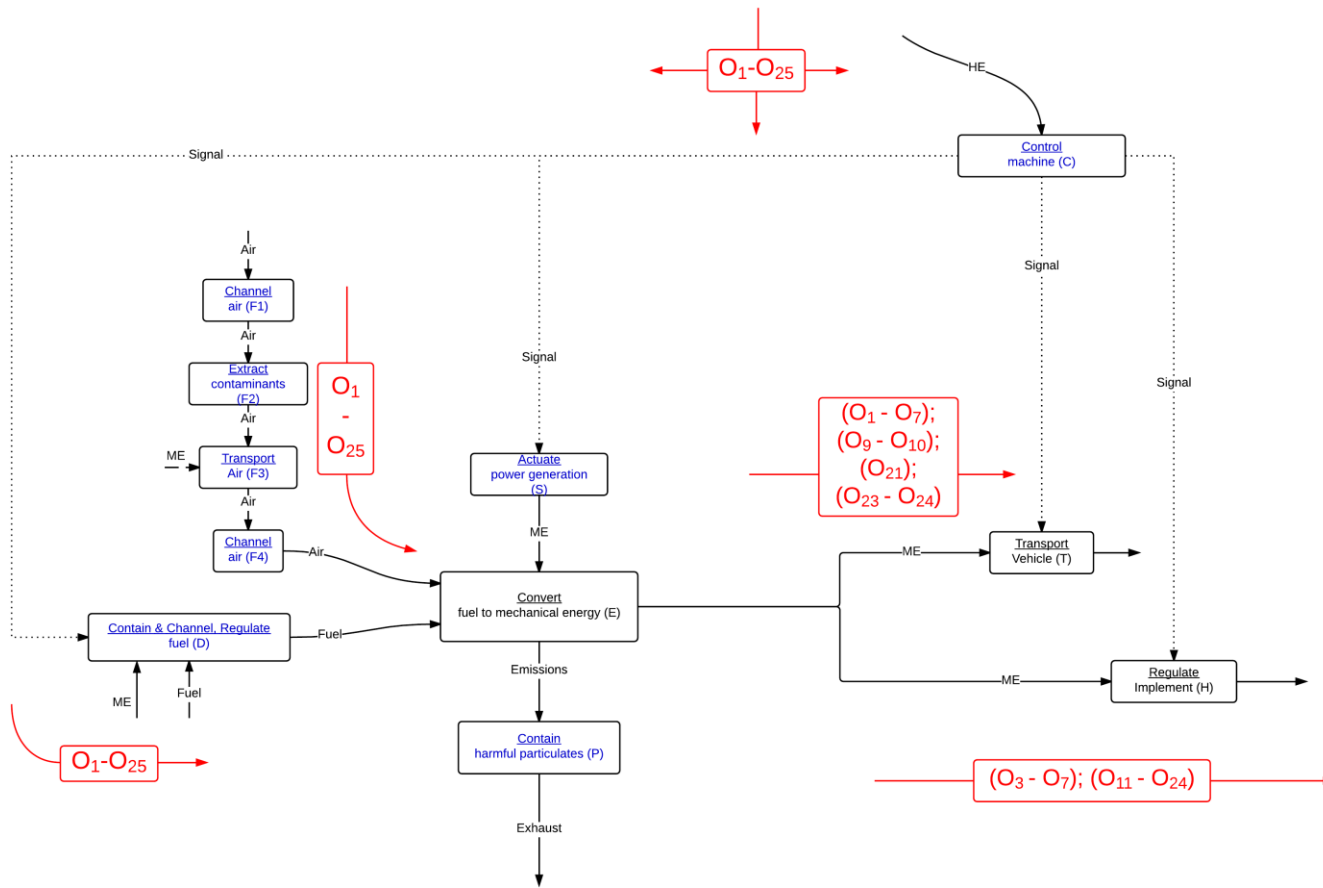 O₁-O₂₅
HE
Control
machine (C)
Signal
Air
Signal
Channel
air (F1)
Air
Signal
Extract
contaminants
(F2)
O₁
-
O₂₅
Signal
Air
(O₁ - O₇);
(O₉ - O₁₀);
(O₂₁);
(O₂₃ - O₂₄)
ME
Transport
Air (F3)
Actuate
power generation
(S)
Air
ME
Channel
air (F4)
Air
ME
Transport
Vehicle (T)
Convert
fuel to mechanical energy (E)
Contain & Channel, Regulate
fuel (D)
Fuel
Emissions
ME
Regulate
Implement (H)
ME
Fuel
Contain
harmful particulates (P)
O₁-O₂₅
(O₃ - O₇); (O₁₁ - O₂₄)
Exhaust